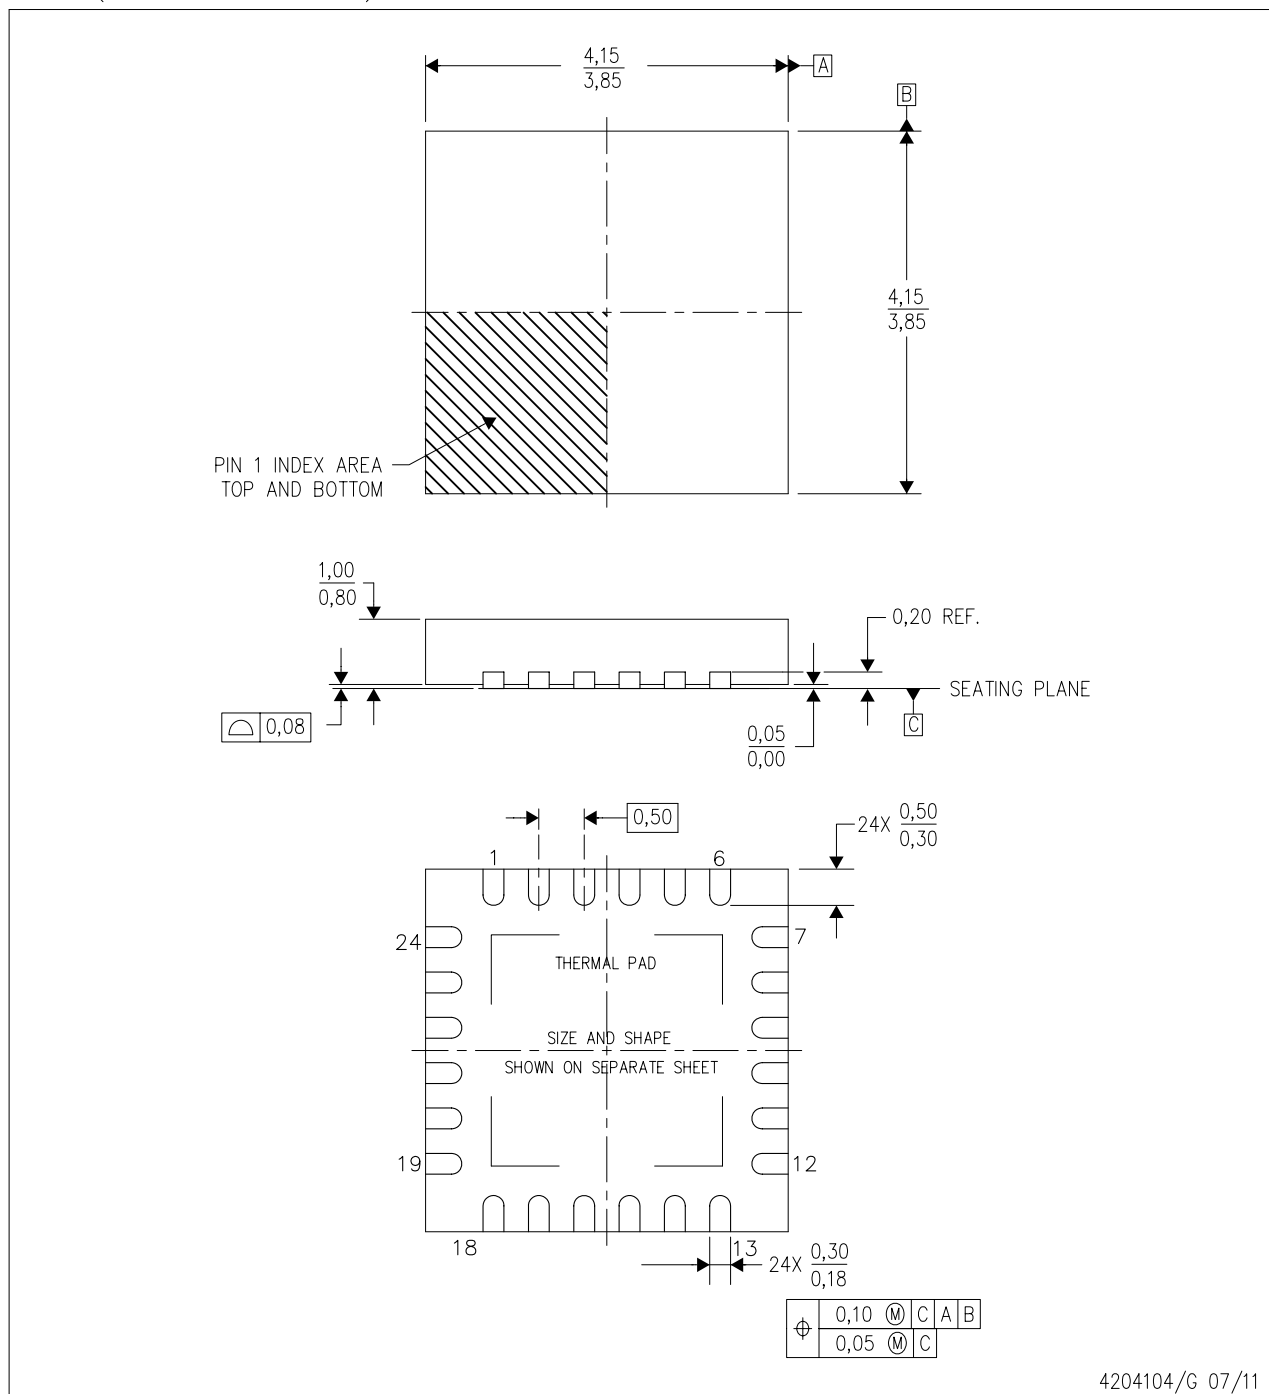 4,15
3,85
A
B
4,15
3,85
PIN 1 INDEX AREA
TOP AND BOTTOM
1,00
0,80
0,20 REF.
SEATING PLANE
0,08
0,05
0,00
C
0,50
24X 0,50
0,30
1
6
24
7
THERMAL PAD
SIZE AND SHAPE
SHOWN ON SEPARATE SHEET
19
12
18
13
24X 0,30
0,18
0,10 Ⓜ C A B
0,05 Ⓜ C
4204104/G 07/11